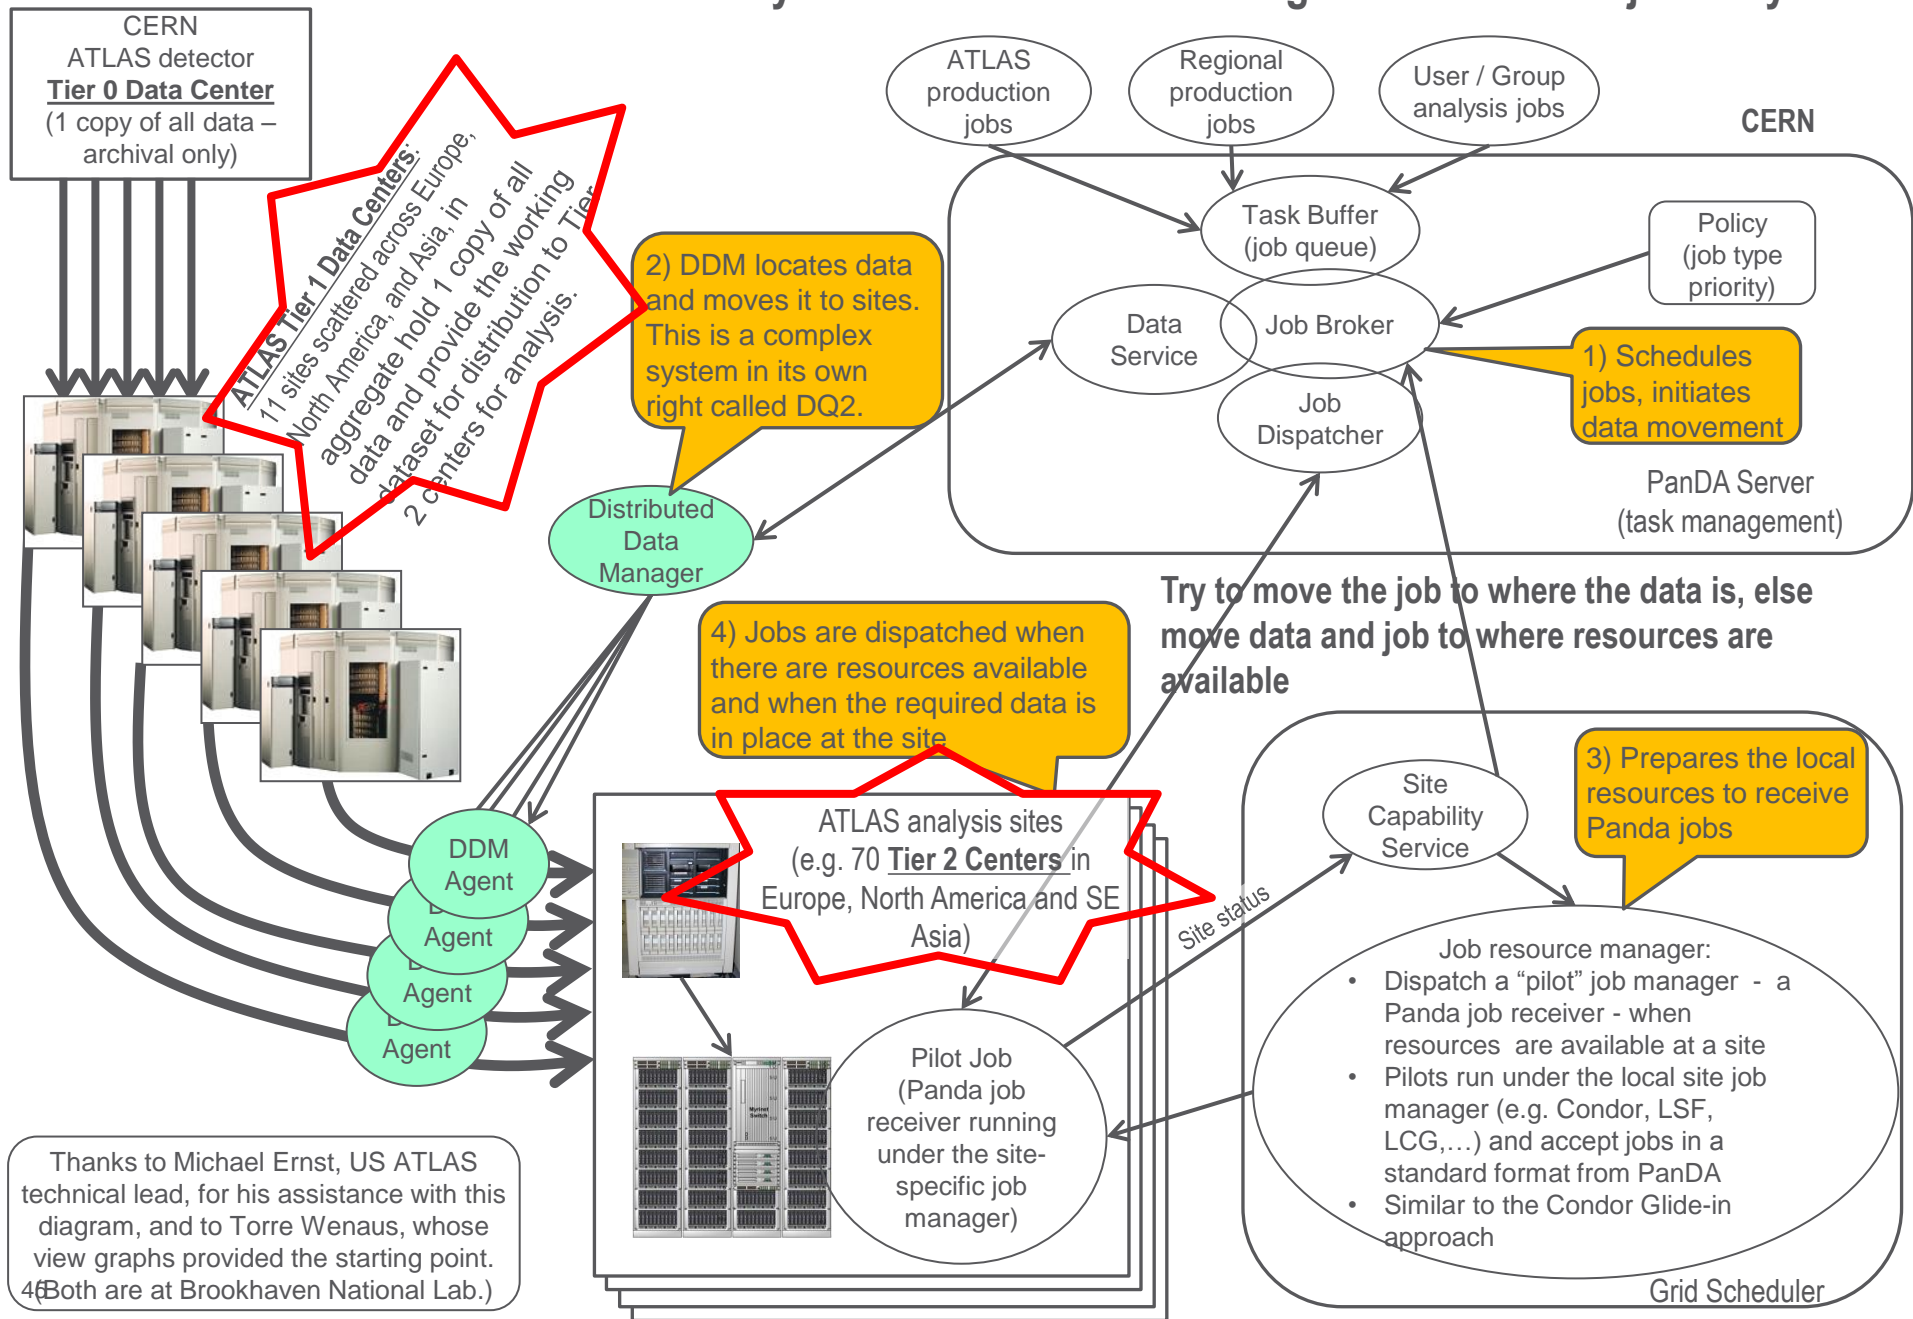 CERN
ATLAS detector
Tier 0 Data Center
(1 copy of all data –
archival only)
ATLAS Tier 1 Data Centers:
11 sites scattered across Europe,
North America, and Asia, in
aggregate hold 1 copy of all
data and provide the working
dataset for distribution to Tier
2 centers for analysis.
ATLAS
production
jobs
Regional
production
jobs
User / Group
analysis jobs
CERN
Task Buffer
(job queue)
Policy
(job type
priority)
Data
Service
Job Broker
Job
Dispatcher
1) Schedules
jobs, initiates
data movement
PanDA Server
(task management)
2) DDM locates data
and moves it to sites.
This is a complex
system in its own
right called DQ2.
Distributed
Data
Manager
Try to move the job to where the data is, else
move data and job to where resources are
available
4) Jobs are dispatched when
there are resources available
and when the required data is
in place at the site
DDM
Agent
Agent
Agent
Agent
ATLAS analysis sites
(e.g. 70 Tier 2 Centers in
Europe, North America and SE
Asia)
Site status
Site
Capability
Service
3) Prepares the local
resources to receive
Panda jobs
Job resource manager:
• Dispatch a “pilot” job manager - a
Panda job receiver - when
resources are available at a site
• Pilots run under the local site job
manager (e.g. Condor, LSF,
LCG,…) and accept jobs in a
standard format from PanDA
• Similar to the Condor Glide-in
approach
Grid Scheduler
Myrinet
Switch
Pilot Job
(Panda job
receiver running
under the site-
specific job
manager)
Thanks to Michael Ernst, US ATLAS
technical lead, for his assistance with this
diagram, and to Torre Wenaus, whose
view graphs provided the starting point.
(Both are at Brookhaven National Lab.)